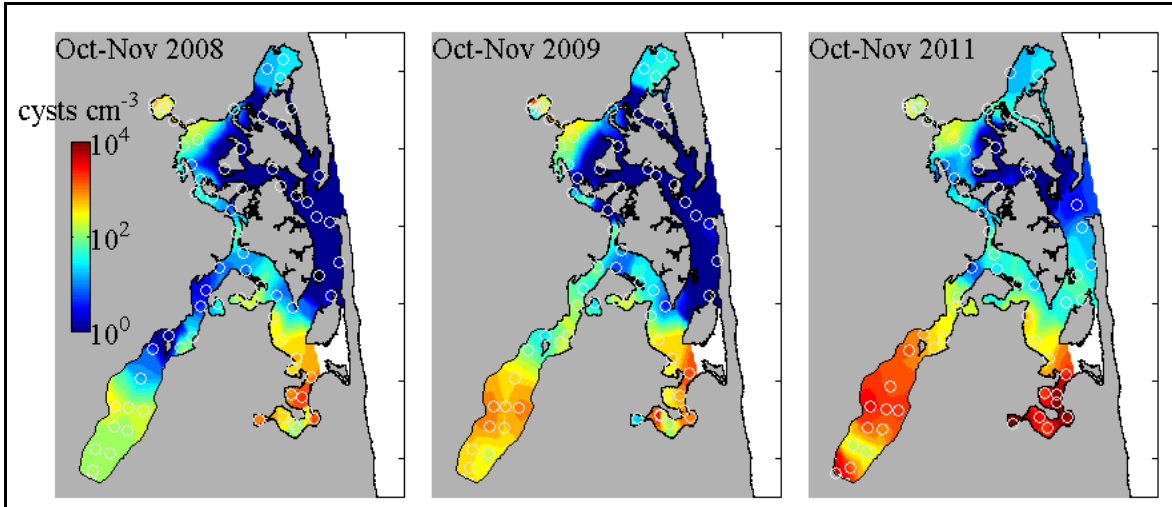 Oct-Nov 2008
Oct-Nov 2009
Oct-Nov 2011
cysts cm-3
10^4
10^2
10^0